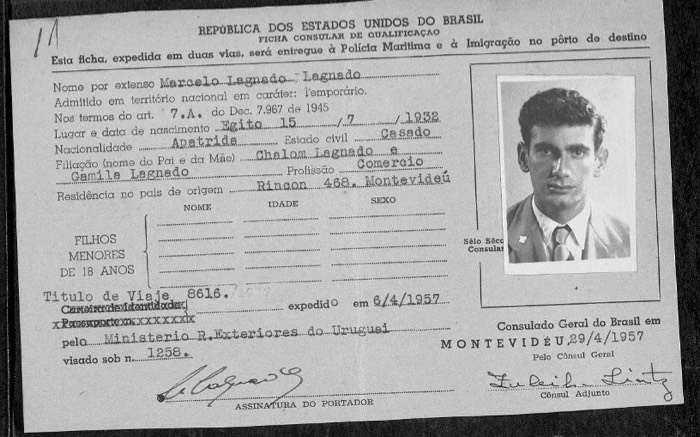 11
REPÚBLICA DOS ESTADOS UNIDOS DO BRASIL
FICHA CONSULAR DE QUALIFICAÇÃO
Esta ficha, expedida em duas vias, será entregue à Polícia Marítima e à Imigração no pôrto de destino
Nome por extenso Marcelo Lagnado Lagnado
Admitido em território nacional em caráter: temporário.
Nos termos do art. 7.A. do Dec. 7.967 de 1945
Lugar e data de nascimento Egito 15 / 7 / 1932
Nacionalidade Apatrida Estado civil Casado
Filiação (nome do Pai e da Mãe) Chalom Lagnado e
Gamila Lagnado Profissão Comercio
Residência no país de origem Rincon 468. Montevidéu
NOME IDADE SEXO
FILHOS
MENORES
DE 18 ANOS
Sêlo Sêco
Consular
Titulo de Viaje 8616.
Carteira de identidade
Passaporte n. xxxxxxx expedido em 6/4/1957
pelo Ministerio R.Exteriores do Uruguai
visado sob n. 1258.
Consulado Geral do Brasil em
MONTEVIDÉU, 29/4/1957
Pelo Cônsul Geral
ASSINATURA DO PORTADOR
Cônsul Adjunto